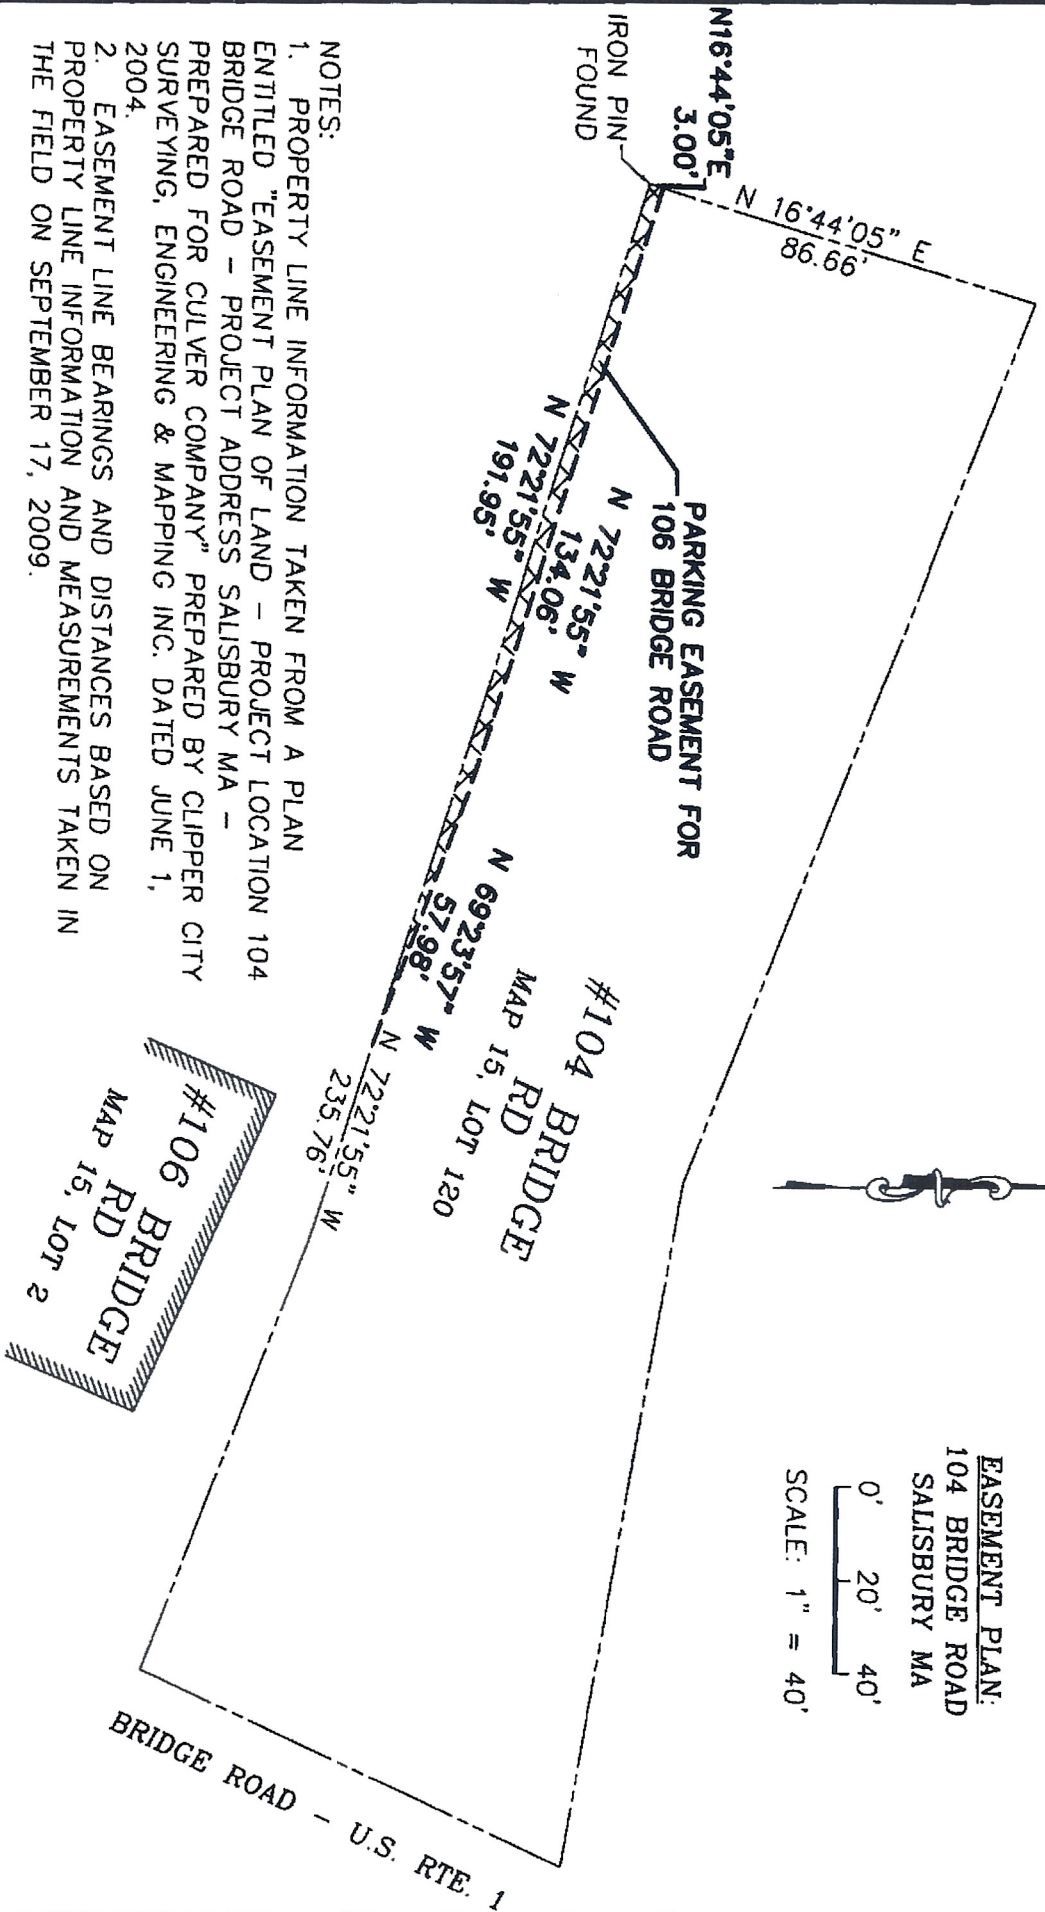 EASEMENT PLAN:
104 BRIDGE ROAD
SALISBURY MA
0' 20' 40'
SCALE: 1" = 40'
N16°44'05"E
3.00'
IRON PIN
FOUND
N 16°44'05" E
86.66'
PARKING EASEMENT FOR
106 BRIDGE ROAD
N 72°21'55" W
134.06'
N 72°21'55" W
191.95'
N 69°23'57" W
57.98'
#104 BRIDGE
RD
MAP 15, LOT 120
N 72°21'55" W
235.76'
#106 BRIDGE
RD
MAP 15, LOT 2
BRIDGE ROAD - U.S. RTE. 1
NOTES:
1. PROPERTY LINE INFORMATION TAKEN FROM A PLAN
ENTITLED "EASEMENT PLAN OF LAND - PROJECT LOCATION 104
BRIDGE ROAD - PROJECT ADDRESS SALISBURY MA -
PREPARED FOR CULVER COMPANY" PREPARED BY CLIPPER CITY
SURVEYING, ENGINEERING & MAPPING INC. DATED JUNE 1,
2004.
2. EASEMENT LINE BEARINGS AND DISTANCES BASED ON
PROPERTY LINE INFORMATION AND MEASUREMENTS TAKEN IN
THE FIELD ON SEPTEMBER 17, 2009.